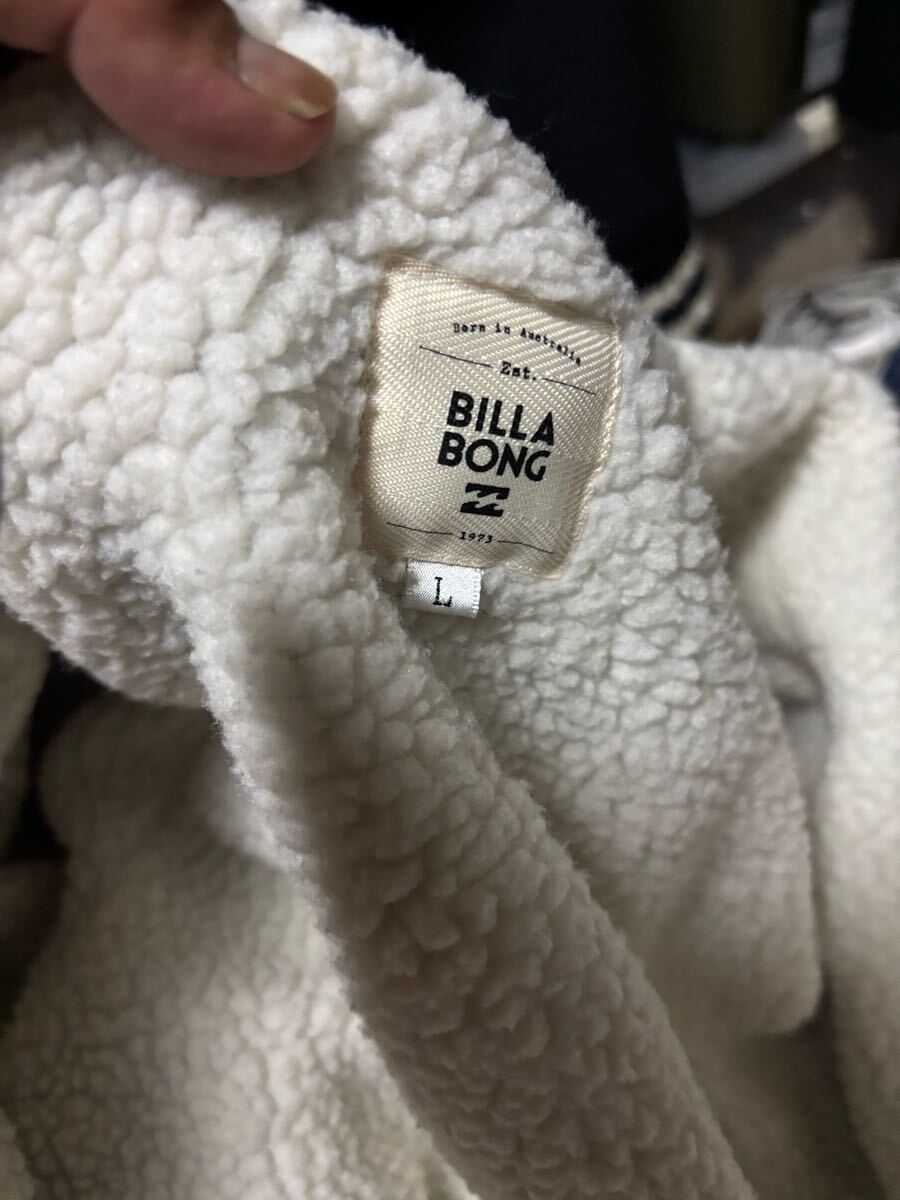 Born in Australia
Est.
BILLA
BONG
1973
L